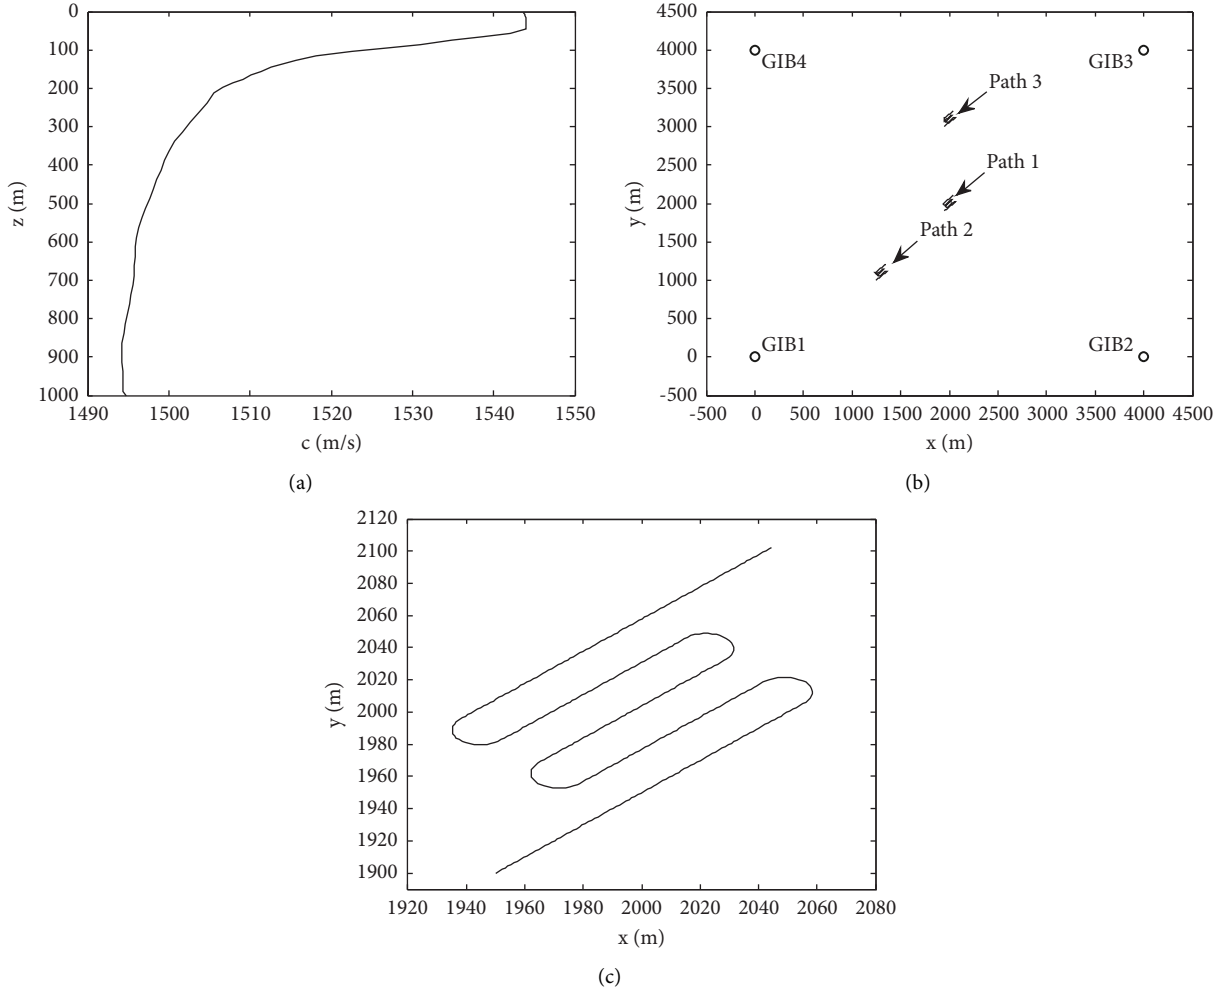 0
100
200
300
400
500
600
700
800
900
1000
z (m)
1490 1500 1510 1520 1530 1540 1550
c (m/s)
(a)
4500
4000
3500
3000
2500
2000
1500
1000
500
0
-500
y (m)
GIB4
GIB3
Path 3
Path 1
Path 2
GIB1
GIB2
-500 0 500 1000 1500 2000 2500 3000 3500 4000 4500
x (m)
(b)
2120
2100
2080
2060
2040
2020
2000
1980
1960
1940
1920
1900
y (m)
1920 1940 1960 1980 2000 2020 2040 2060 2080
x (m)
(c)